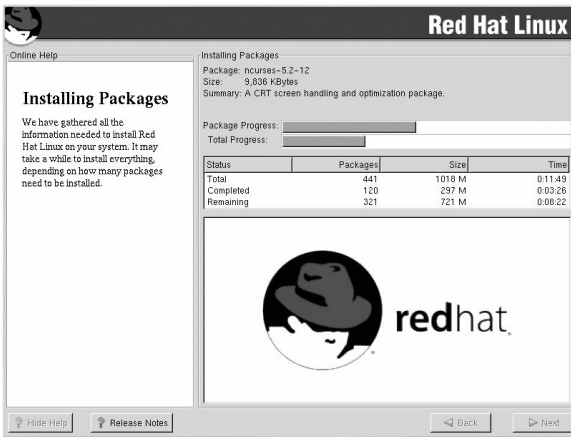 Red Hat Linux
Online Help
Installing Packages
We have gathered all the
information needed to install Red
Hat Linux on your system. It may
take a while to install everything,
depending on how many packages
need to be installed.
Installing Packages
Package: ncurses-5.2-12
Size: 9,836 KBytes
Summary: A CRT screen handling and optimization package.
Package Progress:
Total Progress:
Status Packages Size Time
Total 441 1018 M 0:11:49
Completed 120 297 M 0:03:26
Remaining 321 721 M 0:08:22
redhat.
Hide Help Release Notes Back Next